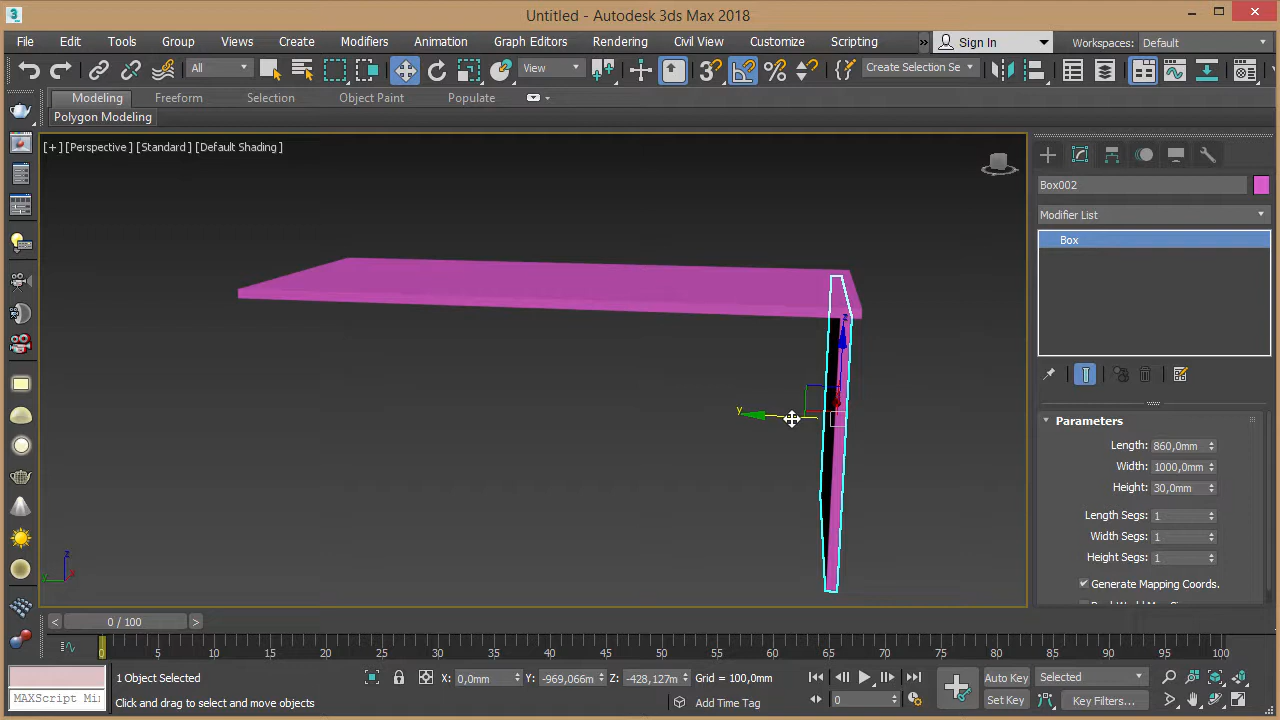 Untitled - Autodesk 3ds Max 2018
File Edit Tools Group Views Create Modifiers Animation Graph Editors Rendering Civil View Customize Scripting » Sign In Workspaces: Default
All View Create Selection Se
Modeling Freeform Selection Object Paint Populate
Polygon Modeling
[+] [Perspective ] [Standard ] [Default Shading ]
Box002
Modifier List
Box
Parameters
Length: 860,0mm
Width: 1000,0mm
Height: 30,0mm
Length Segs: 1
Width Segs: 1
Height Segs: 1
Generate Mapping Coords.
z
y
z
x
< 0 / 100 >
0 5 10 15 20 25 30 35 40 45 50 55 60 65 70 75 80 85 90 95 100
1 Object Selected X: 0,0mm Y: -969,066m Z: -428,127m Grid = 100,0mm Auto Key Selected
MAXScript Mi Click and drag to select and move objects Add Time Tag 0 Set Key Key Filters...